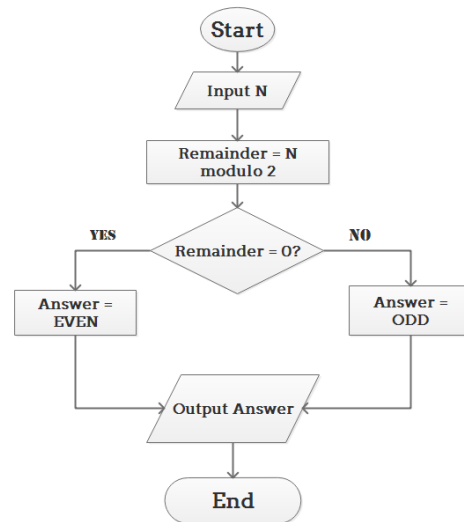 Start
Input N
Remainder = N
modulo 2
Remainder = 0?
YES
NO
Answer =
EVEN
Answer =
ODD
Output Answer
End